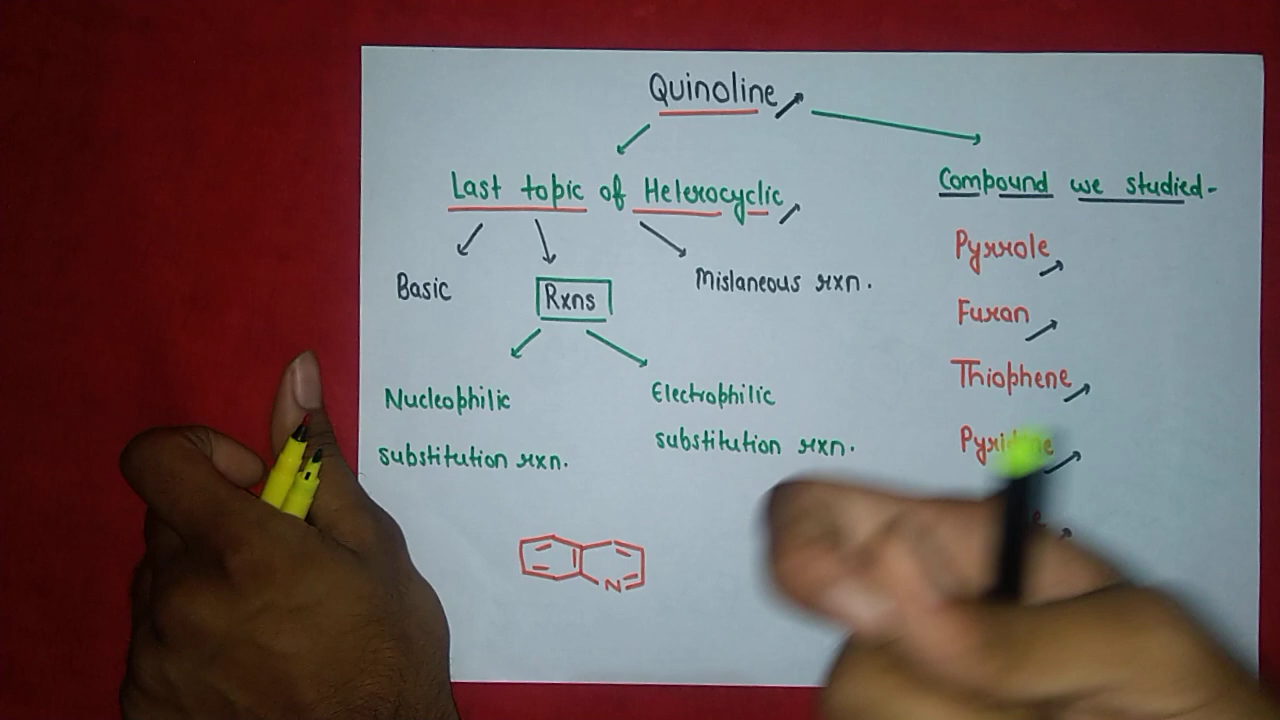 Quinoline
Last topic of Heterocyclic
Basic
Rxns
Mislaneous rxn.
Nucleophilic
substitution rxn.
Electrophilic
substitution rxn.
N
Compound we studied-
Pyrrole
Furan
Thiophene